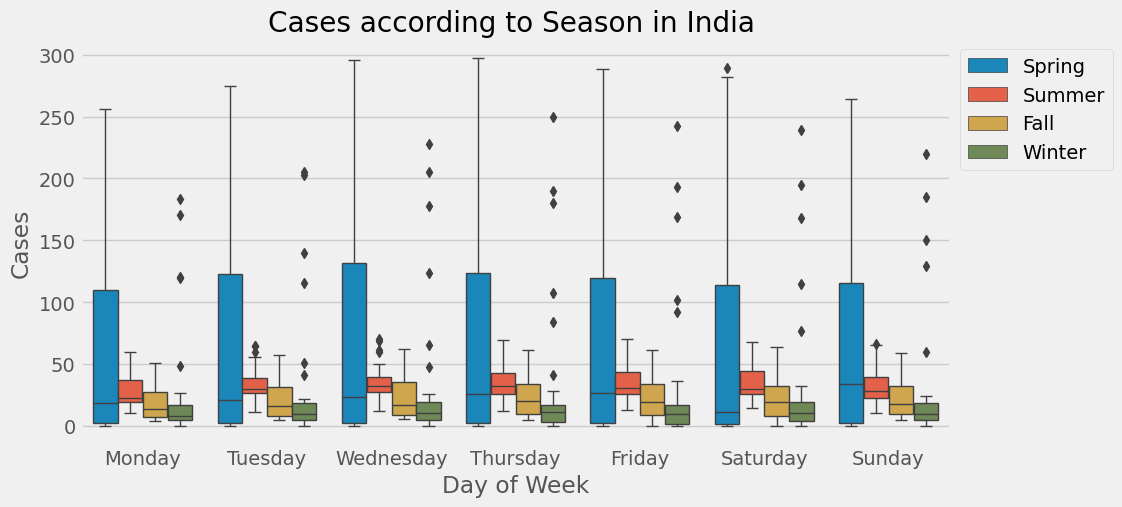 Cases according to Season in India
Cases
300
250
200
150
100
50
0
Monday Tuesday Wednesday Thursday Friday Saturday Sunday
Day of Week
Spring
Summer
Fall
Winter